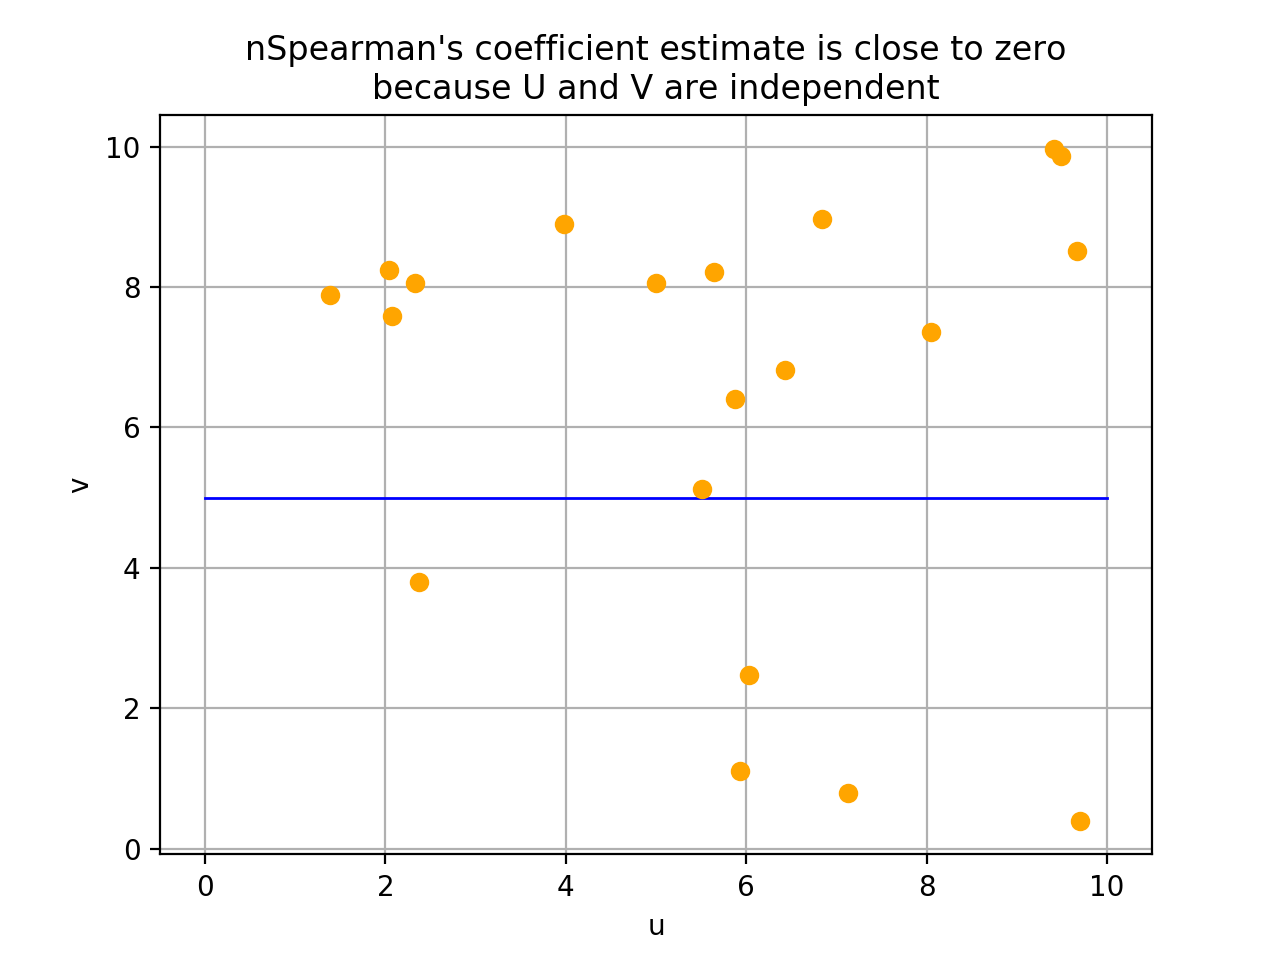 nSpearman's coefficient estimate is close to zero
because U and V are independent
10
8
6
4
2
0
v
0 2 4 6 8 10
u